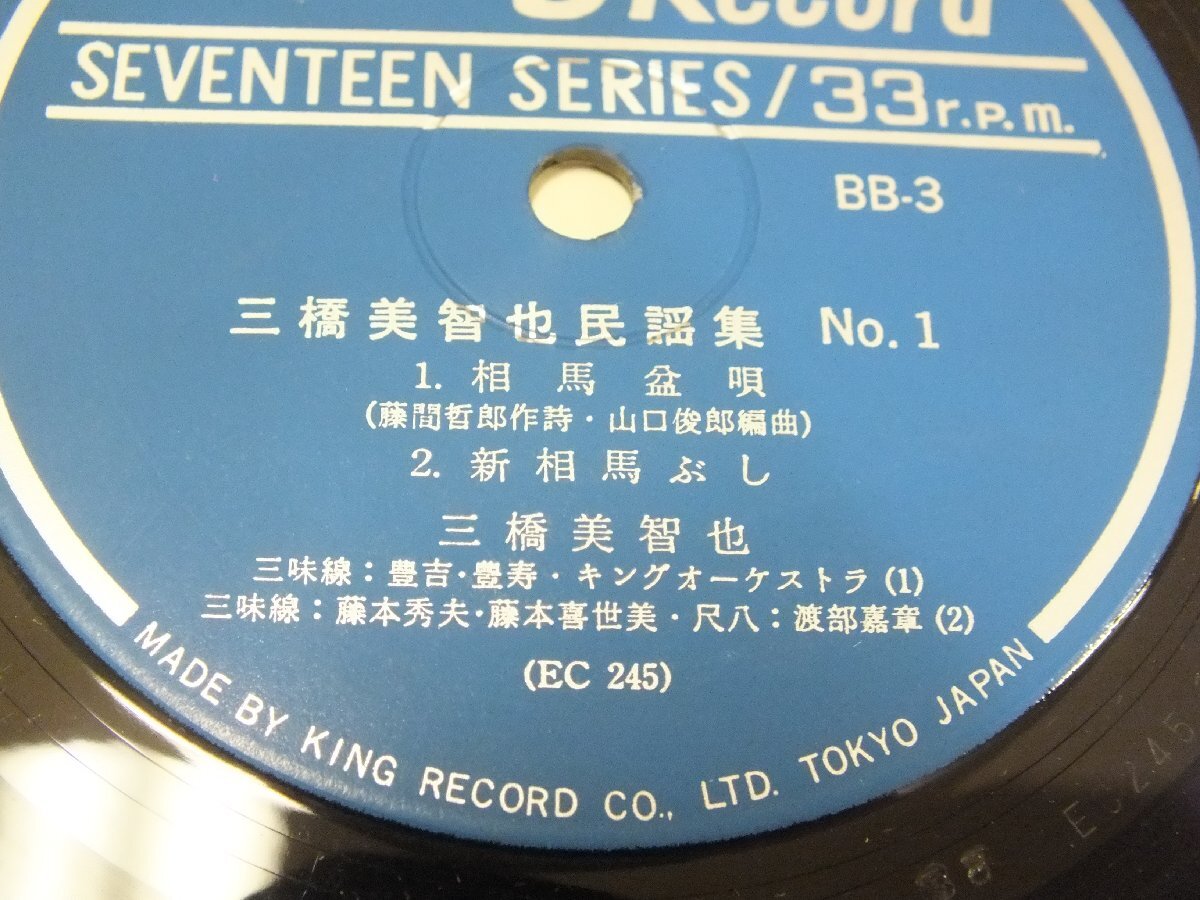 Record
SEVENTEEN SERIES/33r.p.m.
BB-3
三橋美智也民謡集 No.1
1. 相馬盆唄
(藤間哲郎作詩・山口俊郎編曲)
2. 新相馬ぶし
三橋美智也
三味線：豊吉・豊寿・キングオーケストラ (1)
三味線：藤本秀夫・藤本喜世美・尺八：渡部嘉章 (2)
(EC 245)
MADE BY KING RECORD CO., LTD. TOKYO JAPAN